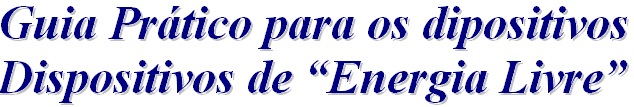 Guia Prático para os dipositivos
Dispositivos de “Energia Livre”